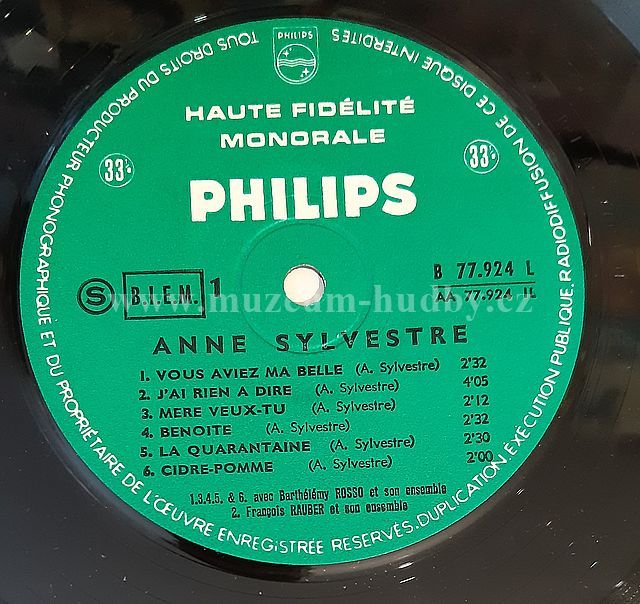 TOUS DROITS DU PRODUCTEUR PHONOGRAPHIQUE ET DU PROPRIÉTAIRE DE L'ŒUVRE ENREGISTRÉE RÉSERVÉS. DUPLICATION EXÉCUTION PUBLIQUE, RADIODIFFUSION DE CE DISQUE INTERDITES
PHILIPS
HAUTE FIDÉLITÉ
MONORALE
33⅓ 33⅓
PHILIPS
S B.I.E.M. 1 B 77.924 L
AA 77.924 1L
www.muzeum-hudby.cz
ANNE SYLVESTRE
1. VOUS AVIEZ MA BELLE (A. Sylvestre) 2'32
2. J'AI RIEN A DIRE (A. Sylvestre) 4'05
3. MERE VEUX-TU (A. Sylvestre) 2'12
4. BENOITE (A. Sylvestre) 2'32
5. LA QUARANTAINE (A. Sylvestre) 2'30
6. CIDRE-POMME (A. Sylvestre) 2'00
1.3.4.5. & 6. avec Barthélémy ROSSO et son ensemble
2. François RAUBER et son ensemble